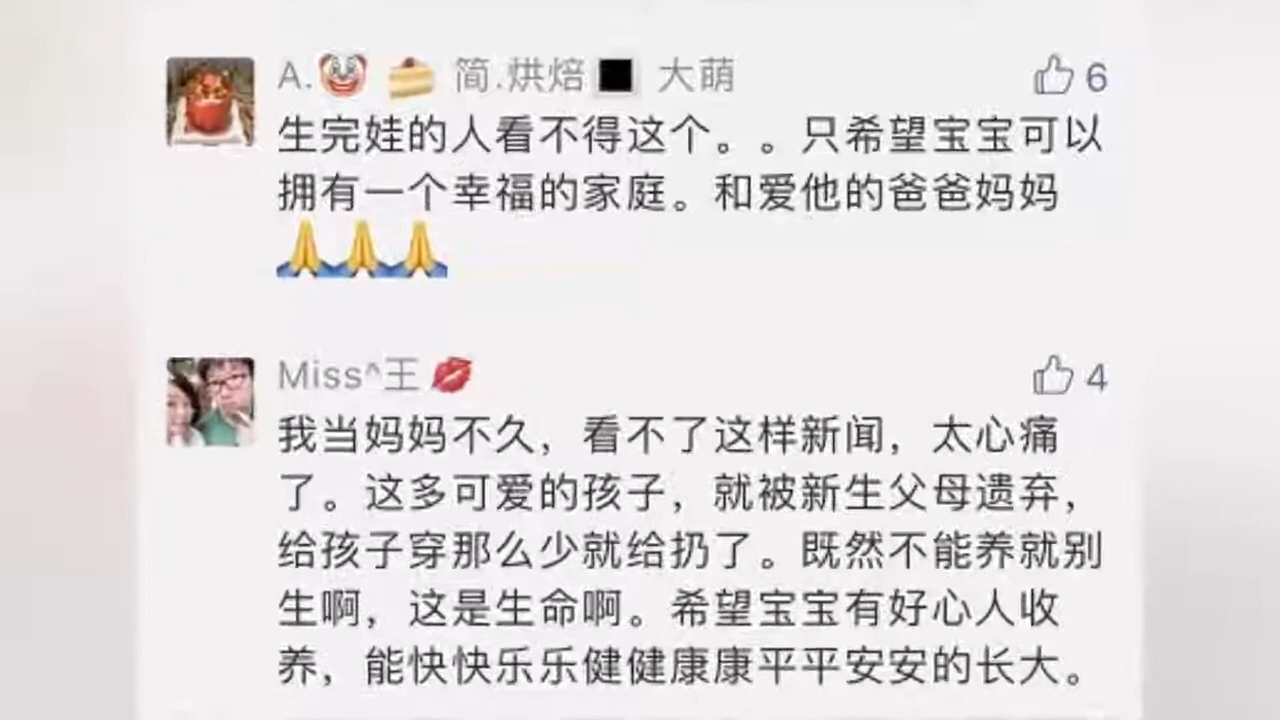 A.🤡 🍰 简.烘焙⬛ 大萌 6
生完娃的人看不得这个。。只希望宝宝可以
拥有一个幸福的家庭。和爱他的爸爸妈妈
🙏🙏🙏
Miss^王💋 4
我当妈妈不久，看不了这样新闻，太心痛
了。这多可爱的孩子，就被新生父母遗弃，
给孩子穿那么少就给扔了。既然不能养就别
生啊，这是生命啊。希望宝宝有好心人收
养，能快快乐乐健健康康平平安安的长大。